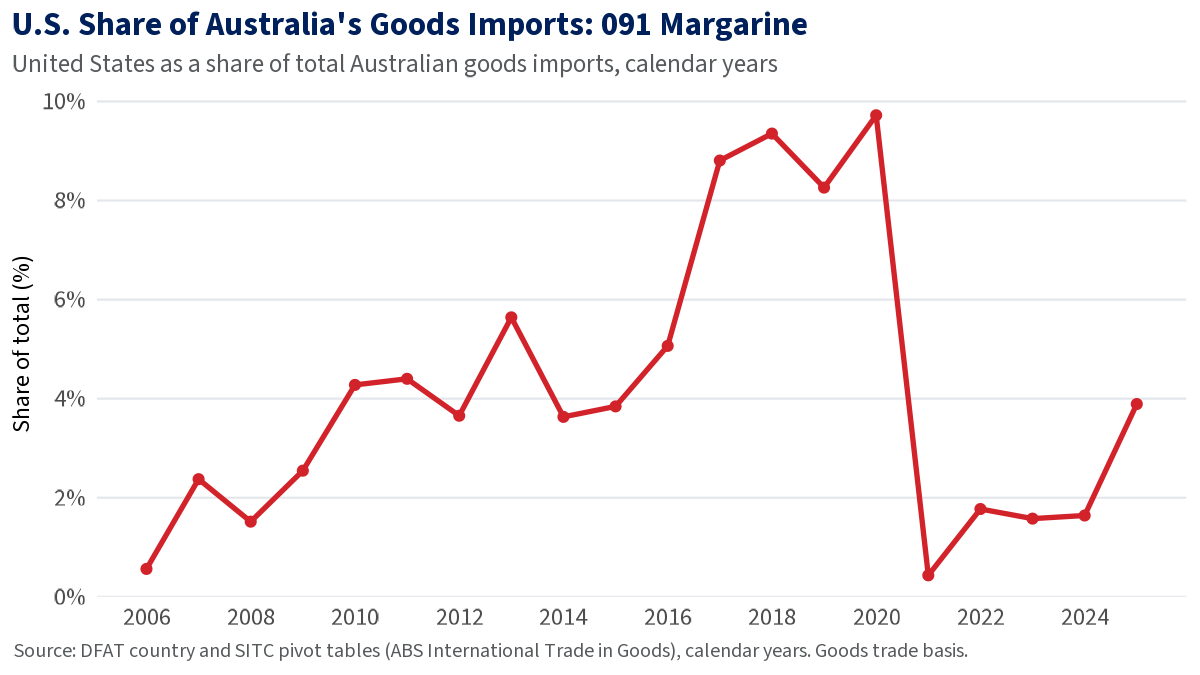 U.S. Share of Australia's Goods Imports: 091 Margarine
United States as a share of total Australian goods imports, calendar years
Share of total (%)
10%
8%
6%
4%
2%
0%
2006 2008 2010 2012 2014 2016 2018 2020 2022 2024
Source: DFAT country and SITC pivot tables (ABS International Trade in Goods), calendar years. Goods trade basis.